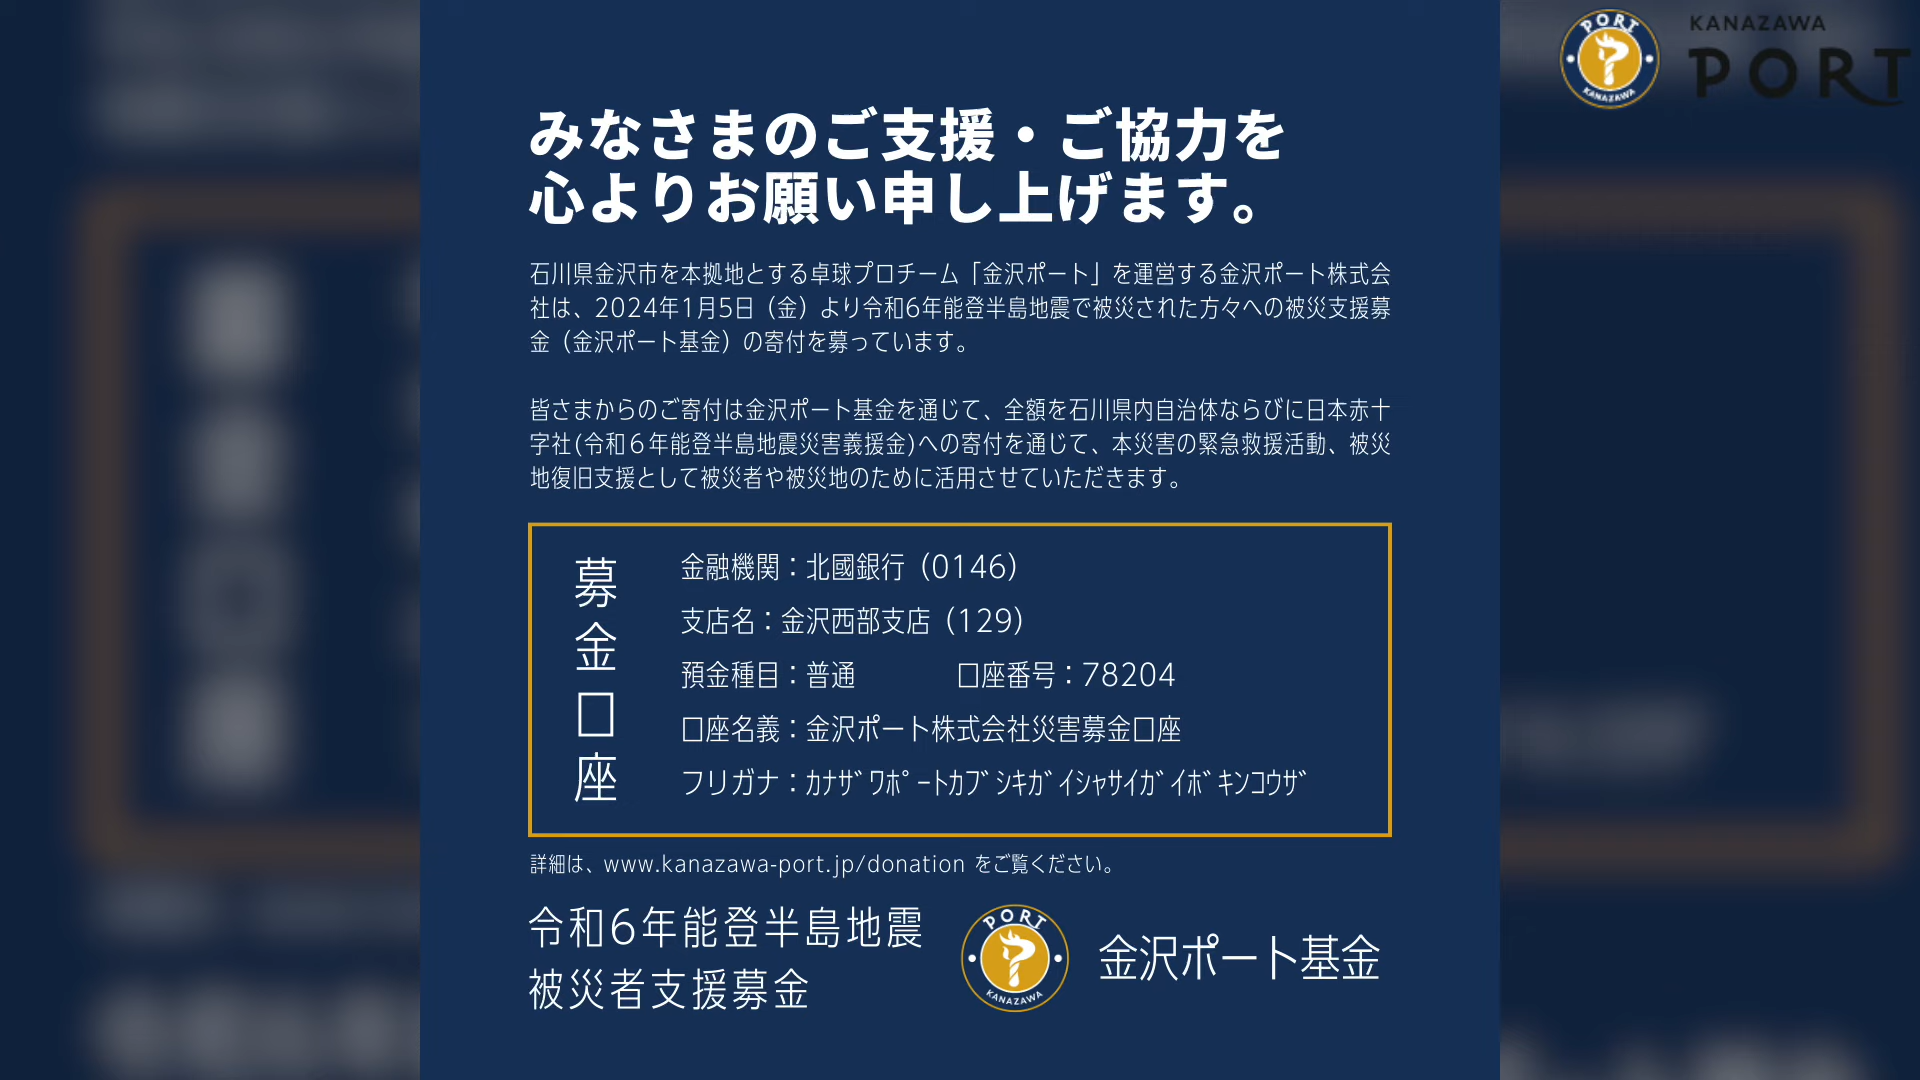 KANAZAWA
PORT
PORT
KANAZAWA
みなさまのご支援・ご協力を
心よりお願い申し上げます。
石川県金沢市を本拠地とする卓球プロチーム「金沢ポート」を運営する金沢ポート株式会
社は、2024年1月5日（金）より令和6年能登半島地震で被災された方々への被災支援募
金（金沢ポート基金）の寄付を募っています。
皆さまからのご寄付は金沢ポート基金を通じて、全額を石川県内自治体ならびに日本赤十
字社(令和６年能登半島地震災害義援金)への寄付を通じて、本災害の緊急救援活動、被災
地復旧支援として被災者や被災地のために活用させていただきます。
募金口座
金融機関：北國銀行（0146）
支店名：金沢西部支店（129）
預金種目：普通 口座番号：78204
口座名義：金沢ポート株式会社災害募金口座
フリガナ：ｶﾅｻﾞﾜﾎﾟｰﾄｶﾌﾞｼｷｶﾞｲｼｬｻｲｶﾞｲﾎﾞｷﾝｺｳｻﾞ
詳細は、www.kanazawa-port.jp/donation をご覧ください。
令和6年能登半島地震
被災者支援募金
PORT
KANAZAWA
金沢ポート基金